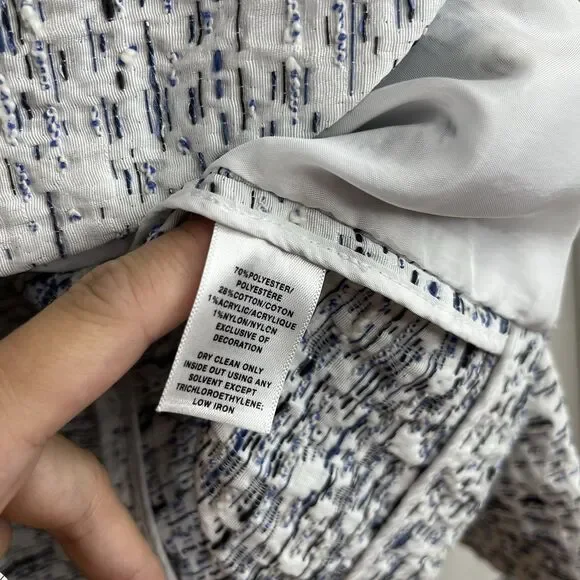 70%POLYESTER/
POLYESTÈRE
28%COTTON/COTON
1%ACRYLIC/ACRYLIQUE
1%NYLON/NYLCN
EXCLUSIVE OF
DECORATION
DRY CLEAN ONLY
INSIDE OUT USING ANY
SOLVENT EXCEPT
TRICHLOROETHYLENE;
LOW IRON